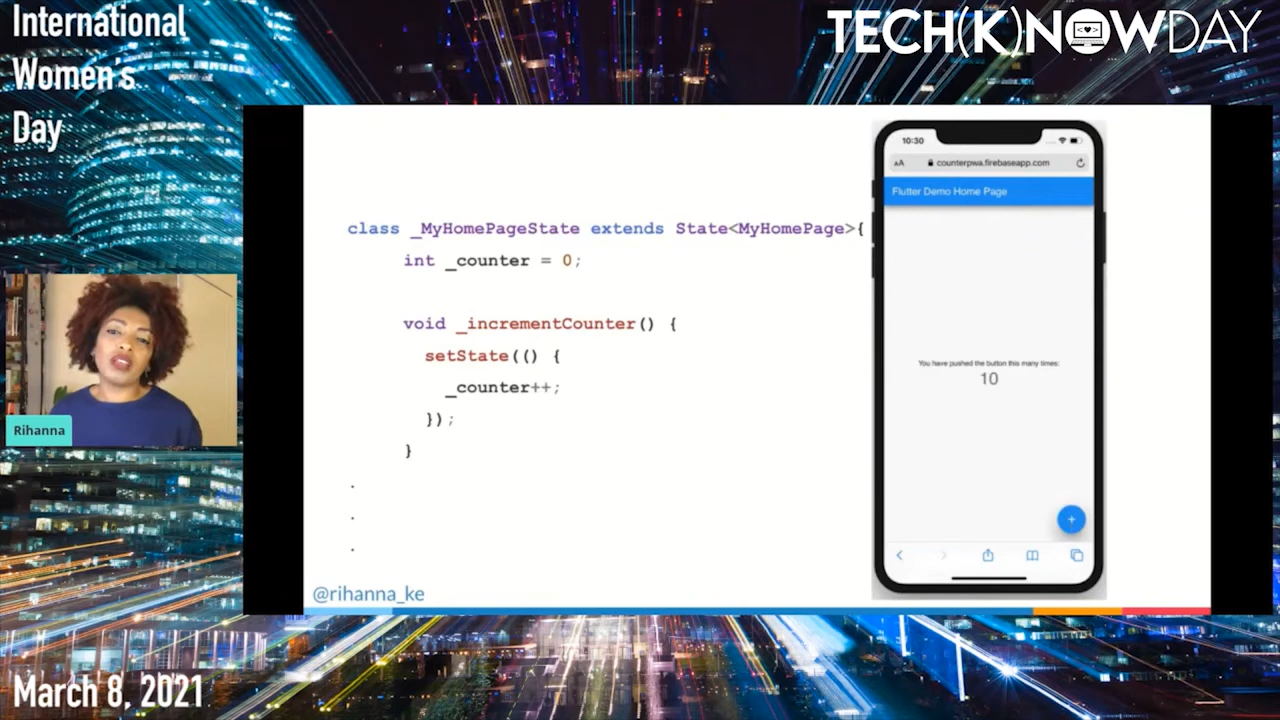 International
Women's
Day
TECH(K)NOWDAY
class _MyHomePageState extends State<MyHomePage>{
int _counter = 0;
void _incrementCounter() {
setState(() {
_counter++;
});
}
.
.
.
@rihanna_ke
10:30
AA counterpwa.firebaseapp.com
Flutter Demo Home Page
You have pushed the button this many times:
10
+
Rihanna
March 8, 2021